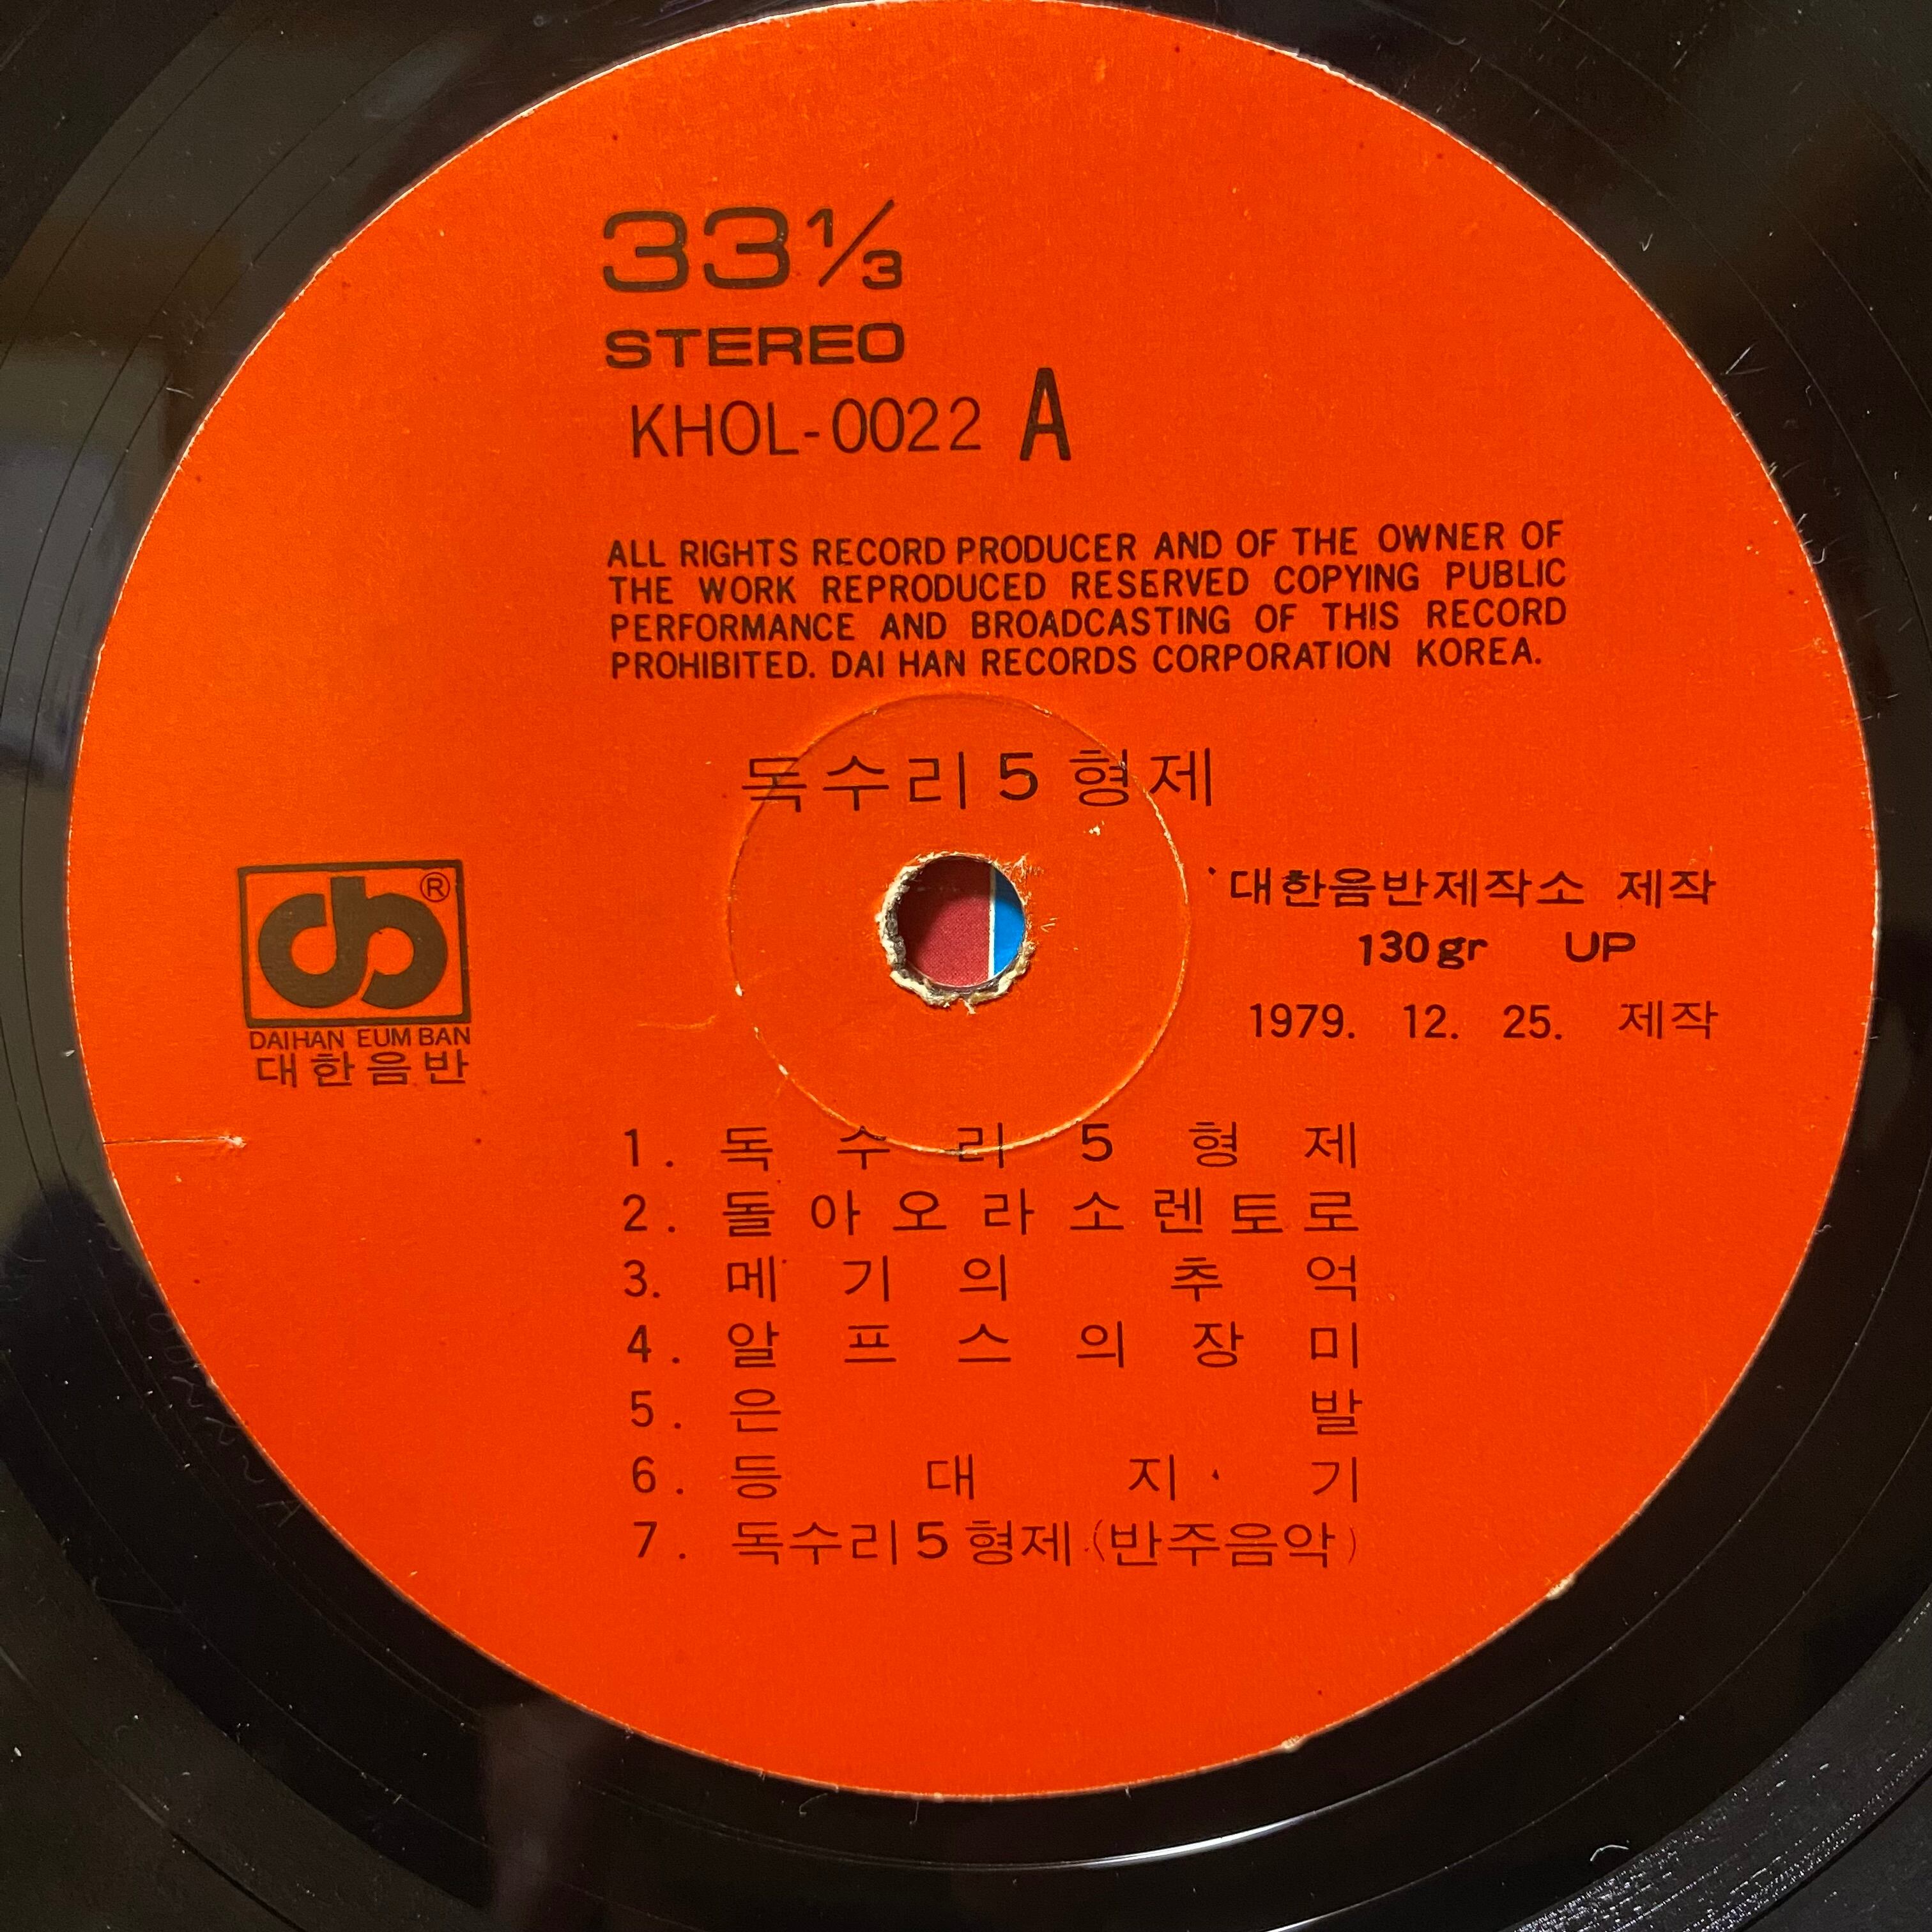 33⅓
STEREO
KHOL-0022 A
ALL RIGHTS RECORD PRODUCER AND OF THE OWNER OF
THE WORK REPRODUCED RESERVED COPYING PUBLIC
PERFORMANCE AND BROADCASTING OF THIS RECORD
PROHIBITED. DAI HAN RECORDS CORPORATION KOREA.
독수리5형제
®
DAIHAN EUM BAN
대한음반
대한음반제작소 제작
130gr UP
1979. 12. 25. 제작
1. 독수리5형제
2. 돌아오라소렌토로
3. 메기의 추억
4. 알프스의장미
5. 은발
6. 등대지기
7. 독수리5형제(반주음악)